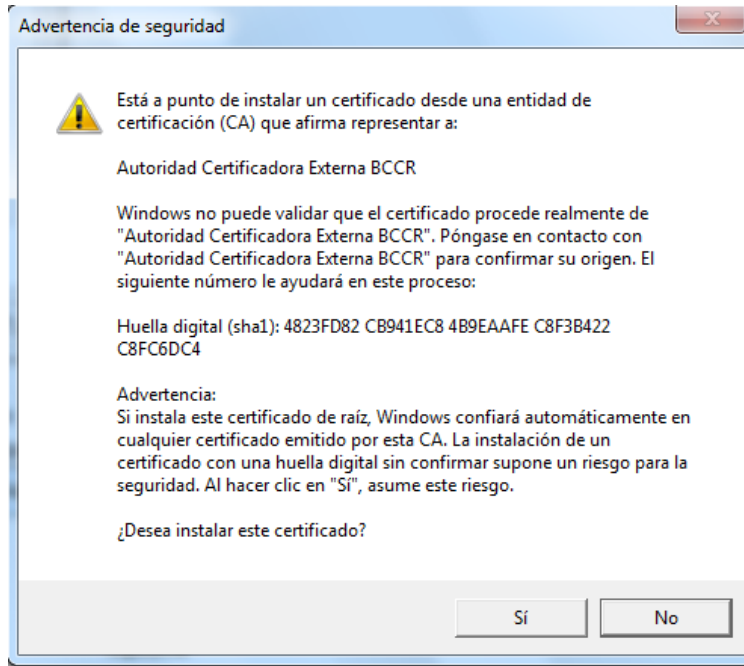 Advertencia de seguridad
Está a punto de instalar un certificado desde una entidad de
certificación (CA) que afirma representar a:
Autoridad Certificadora Externa BCCR
Windows no puede validar que el certificado procede realmente de
"Autoridad Certificadora Externa BCCR". Póngase en contacto con
"Autoridad Certificadora Externa BCCR" para confirmar su origen. El
siguiente número le ayudará en este proceso:
Huella digital (sha1): 4823FD82 CB941EC8 4B9EAAFE C8F3B422
C8FC6DC4
Advertencia:
Si instala este certificado de raíz, Windows confiará automáticamente en
cualquier certificado emitido por esta CA. La instalación de un
certificado con una huella digital sin confirmar supone un riesgo para la
seguridad. Al hacer clic en "Sí", asume este riesgo.
¿Desea instalar este certificado?
Sí
No